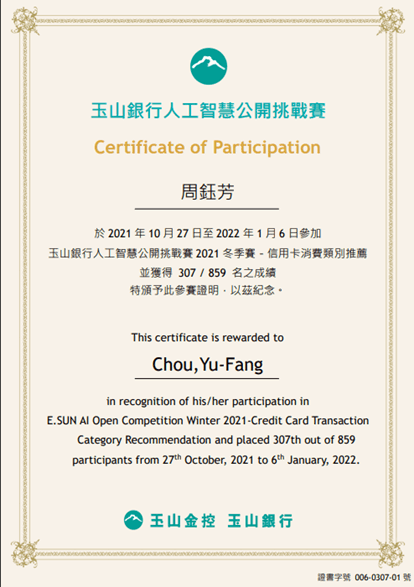 玉山銀行人工智慧公開挑戰賽
Certificate of Participation
周鈺芳
於 2021 年 10 月 27 日至 2022 年 1 月 6 日參加
玉山銀行人工智慧公開挑戰賽 2021 冬季賽 - 信用卡消費類別推薦
並獲得 307 / 859 名之成績
特頒予此參賽證明，以茲紀念。
This certificate is rewarded to
Chou,Yu-Fang
in recognition of his/her participation in
E.SUN AI Open Competition Winter 2021-Credit Card Transaction
Category Recommendation and placed 307th out of 859
participants from 27th October, 2021 to 6th January, 2022.
玉山金控 玉山銀行
證書字號 006-0307-01 號